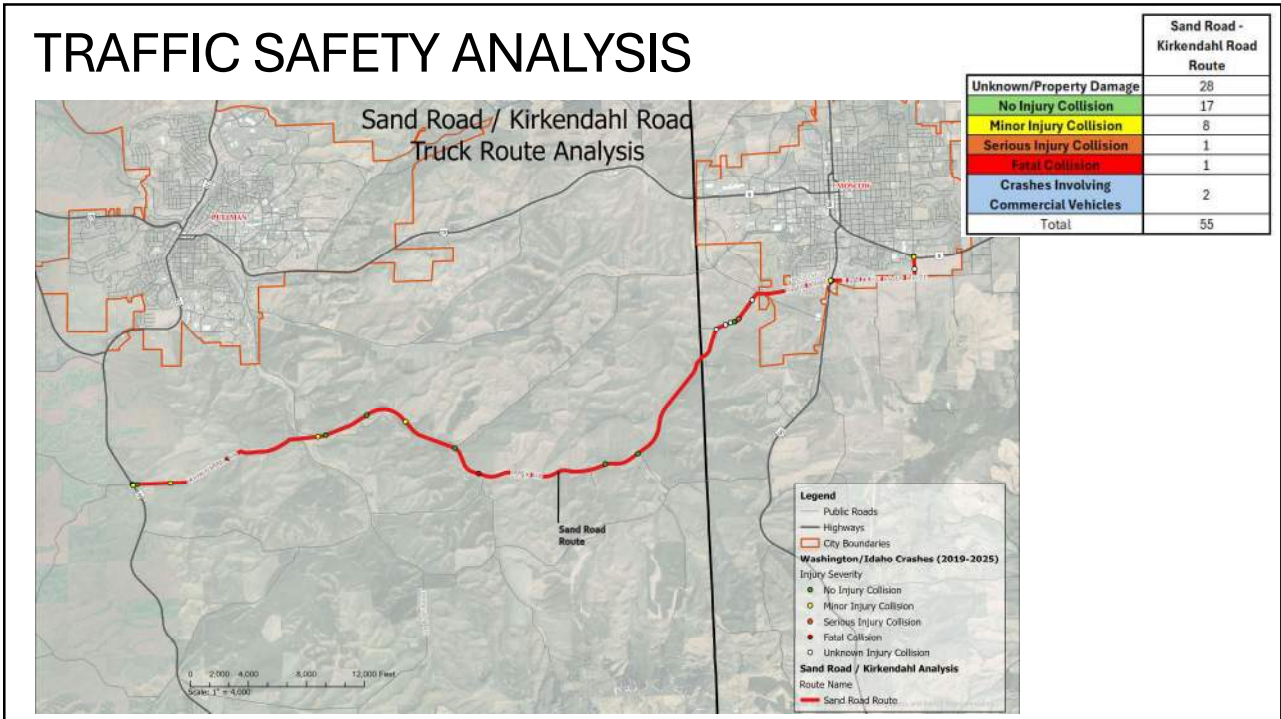 TRAFFIC SAFETY ANALYSIS
Sand Road -
Kirkendahl Road
Route
Unknown/Property Damage 28
No Injury Collision 17
Minor Injury Collision 8
Serious Injury Collision 1
Fatal Collision 1
Crashes Involving
Commercial Vehicles 2
Total 55
Sand Road / Kirkendahl Road
Truck Route Analysis
PULLMAN
MOSCOW
Sand Road
Route
Legend
Public Roads
Highways
City Boundaries
Washington/Idaho Crashes (2019-2025)
Injury Severity
No Injury Collision
Minor Injury Collision
Serious Injury Collision
Fatal Collision
Unknown Injury Collision
Sand Road / Kirkendahl Analysis
Route Name
Sand Road Route
0 2,000 4,000 8,000 12,000 Feet
Scale: 1" = 4,000